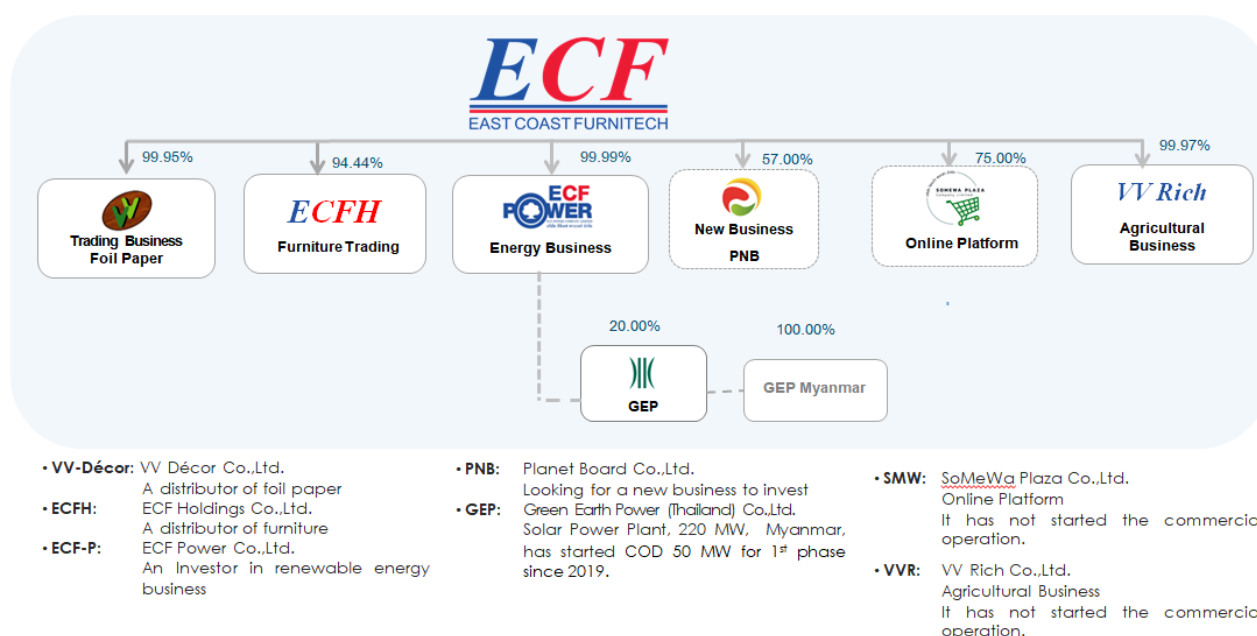 ECF
EAST COAST FURNITECH
99.95%
94.44%
99.99%
57.00%
75.00%
99.97%
Trading Business
Foil Paper
ECFH
Furniture Trading
ECF
POWER
Energy Business
New Business
PNB
SOMEWA PLAZA
Company Limited
Online Platform
VV Rich
Agricultural
Business
20.00%
100.00%
GEP
GEP Myanmar
• VV-Décor: VV Décor Co.,Ltd.
A distributor of foil paper
• ECFH: ECF Holdings Co.,Ltd.
A distributor of furniture
• ECF-P: ECF Power Co.,Ltd.
An Investor in renewable energy
business
• PNB: Planet Board Co.,Ltd.
Looking for a new business to invest
• GEP: Green Earth Power (Thailand) Co.,Ltd.
Solar Power Plant, 220 MW, Myanmar,
has started COD 50 MW for 1st phase
since 2019.
• SMW: SoMeWa Plaza Co.,Ltd.
Online Platform
It has not started the commercia
operation.
• VVR: VV Rich Co.,Ltd.
Agricultural Business
It has not started the commercia
operation.